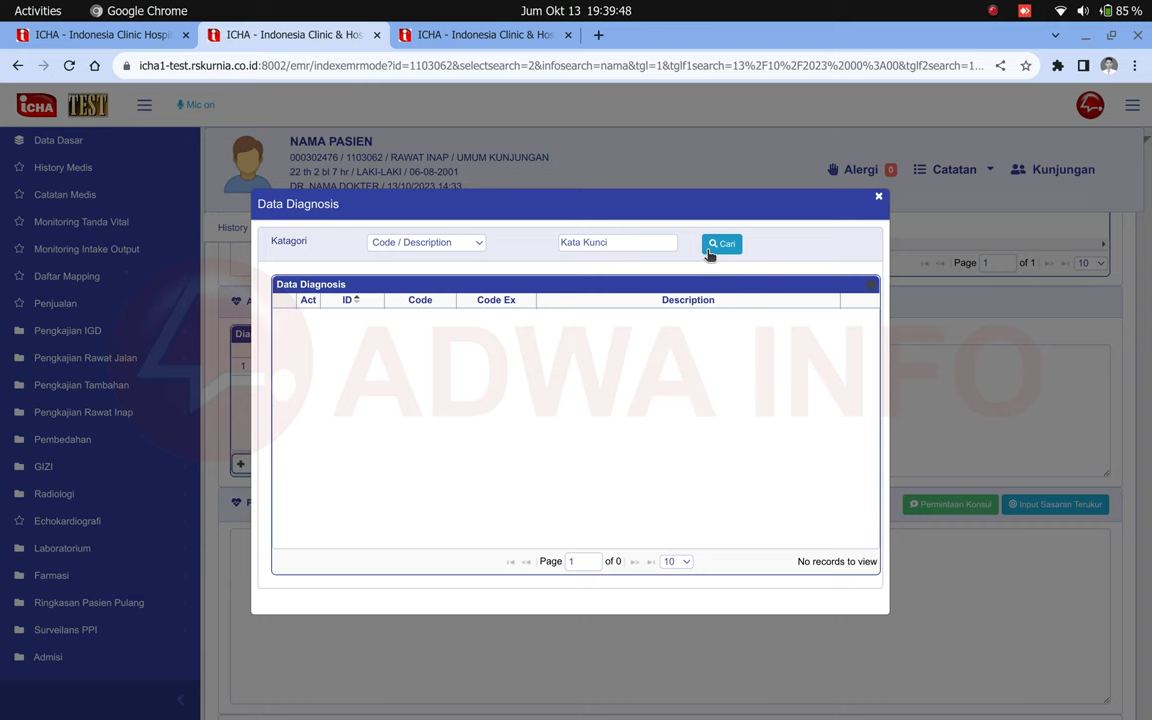 Activities
Google Chrome
Jum Okt 13 19:39:48
85 %
ICHA - Indonesia Clinic Hospi
ICHA - Indonesia Clinic & Hos
ICHA - Indonesia Clinic & Hos
icha1-test.rskurnia.co.id:8002/emr/indexemrmode?id=1103062&selectsearch=2&infosearch=nama&tgl=1&tglf1search=13%2F10%2F2023%2000%3A00&tglf2search=1...
iCHA TEST
Mic on
Data Dasar
History Medis
Catatan Medis
Monitoring Tanda Vital
Monitoring Intake Output
Daftar Mapping
Penjualan
Pengkajian IGD
Pengkajian Rawat Jalan
Pengkajian Tambahan
Pengkajian Rawat Inap
Pembedahan
GIZI
Radiologi
Echokardiografi
Laboratorium
Farmasi
Ringkasan Pasien Pulang
Surveilans PPI
Admisi
NAMA PASIEN
000302476 / 1103062 / RAWAT INAP / UMUM KUNJUNGAN
22 th 2 bl 7 hr / LAKI-LAKI / 06-08-2001
DR. NAMA DOKTER / 13/10/2023 14:33
Alergi 0
Catatan
Kunjungan
History
Page 1 of 1 10
Dia
1
Permintaan Konsul
Input Sasaran Terukur
Data Diagnosis
Katagori
Code / Description
Kata Kunci
Cari
Data Diagnosis
Act ID Code Code Ex Description
Page 1 of 0 10
No records to view
ADWA INFO